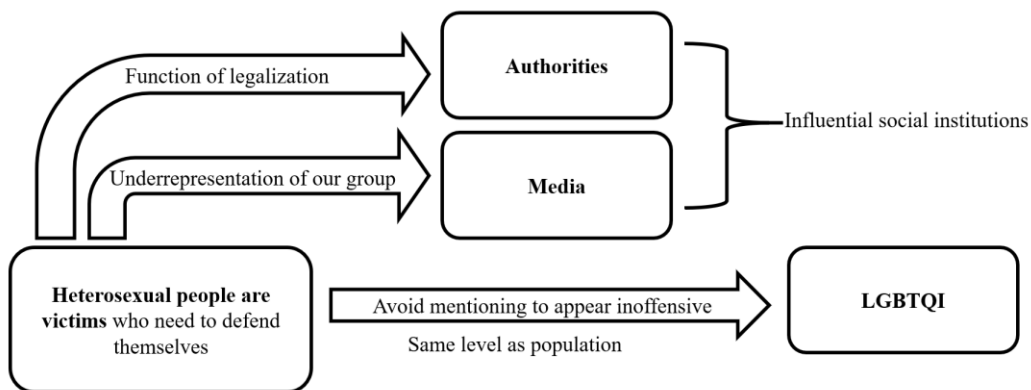 Function of legalization
Authorities
Influential social institutions
Underrepresentation of our group
Media
Heterosexual people are
victims who need to defend
themselves
Avoid mentioning to appear inoffensive
Same level as population
LGBTQI